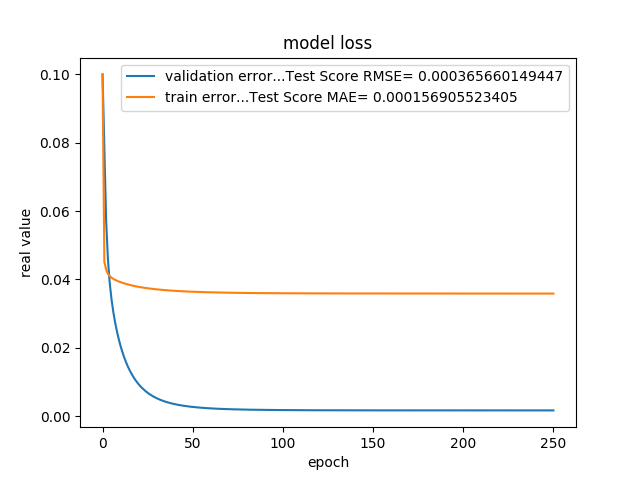 model loss
validation error...Test Score RMSE= 0.000365660149447
train error...Test Score MAE= 0.000156905523405
real value
0.10
0.08
0.06
0.04
0.02
0.00
0 50 100 150 200 250
epoch